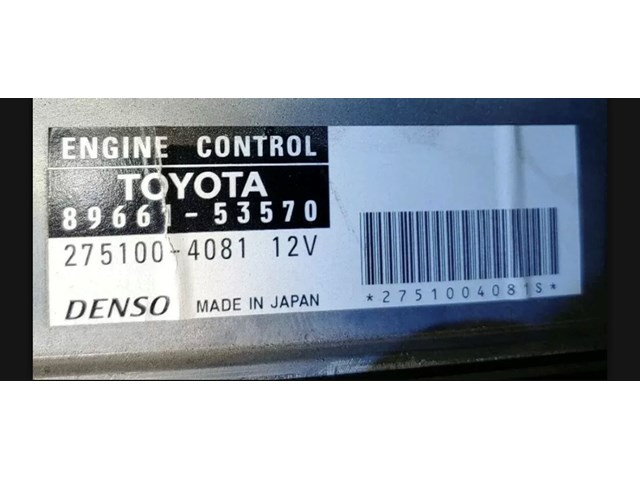 ENGINE CONTROL
TOYOTA
89661-53570
275100-4081 12V
DENSO MADE IN JAPAN
*2751004081S*